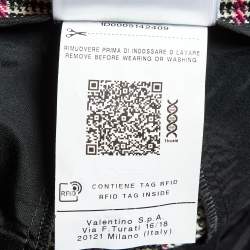 ID0005142409
RIMUOVERE PRIMA DI INDOSSARE O LAVARE
REMOVE BEFORE WEARING OR WASHING
RFID
CONTIENE TAG RFID
RFID TAG INSIDE
Valentino S.p.A.
Via F. Turati 16/18
20121 Milano (Italy)